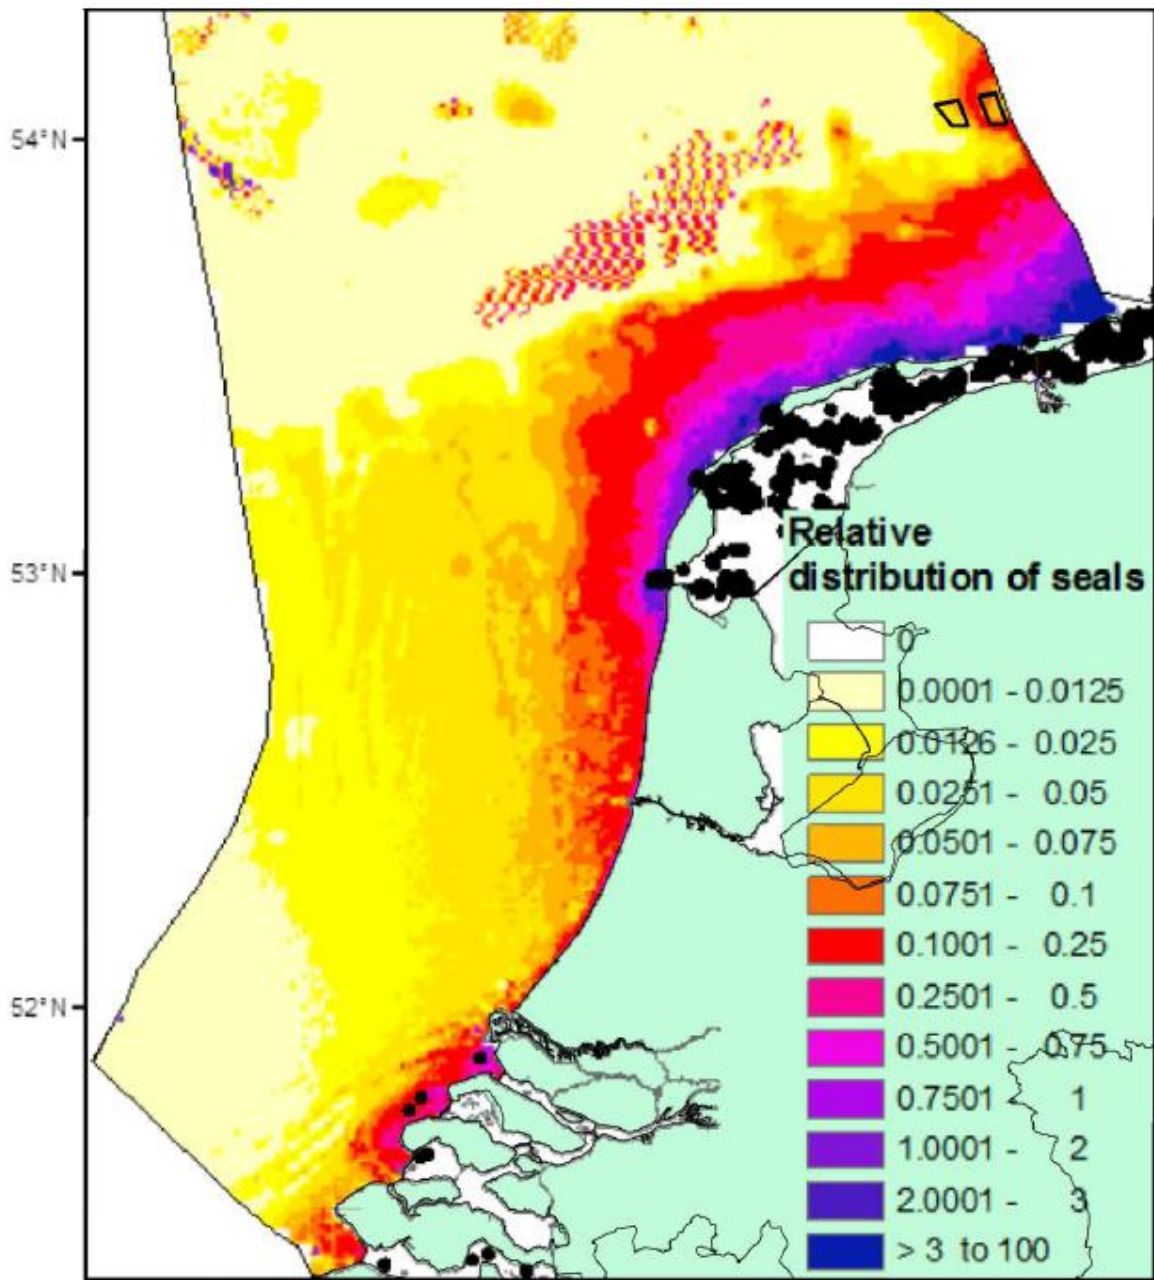 54°N
53°N
52°N
Relative
distribution of seals
0
0.0001 - 0.0125
0.0126 - 0.025
0.0251 - 0.05
0.0501 - 0.075
0.0751 - 0.1
0.1001 - 0.25
0.2501 - 0.5
0.5001 - 0.75
0.7501 - 1
1.0001 - 2
2.0001 - 3
> 3 to 100